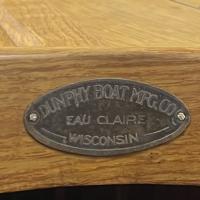 DUNPHY BOAT MFG. CO
EAU CLAIRE
WISCONSIN